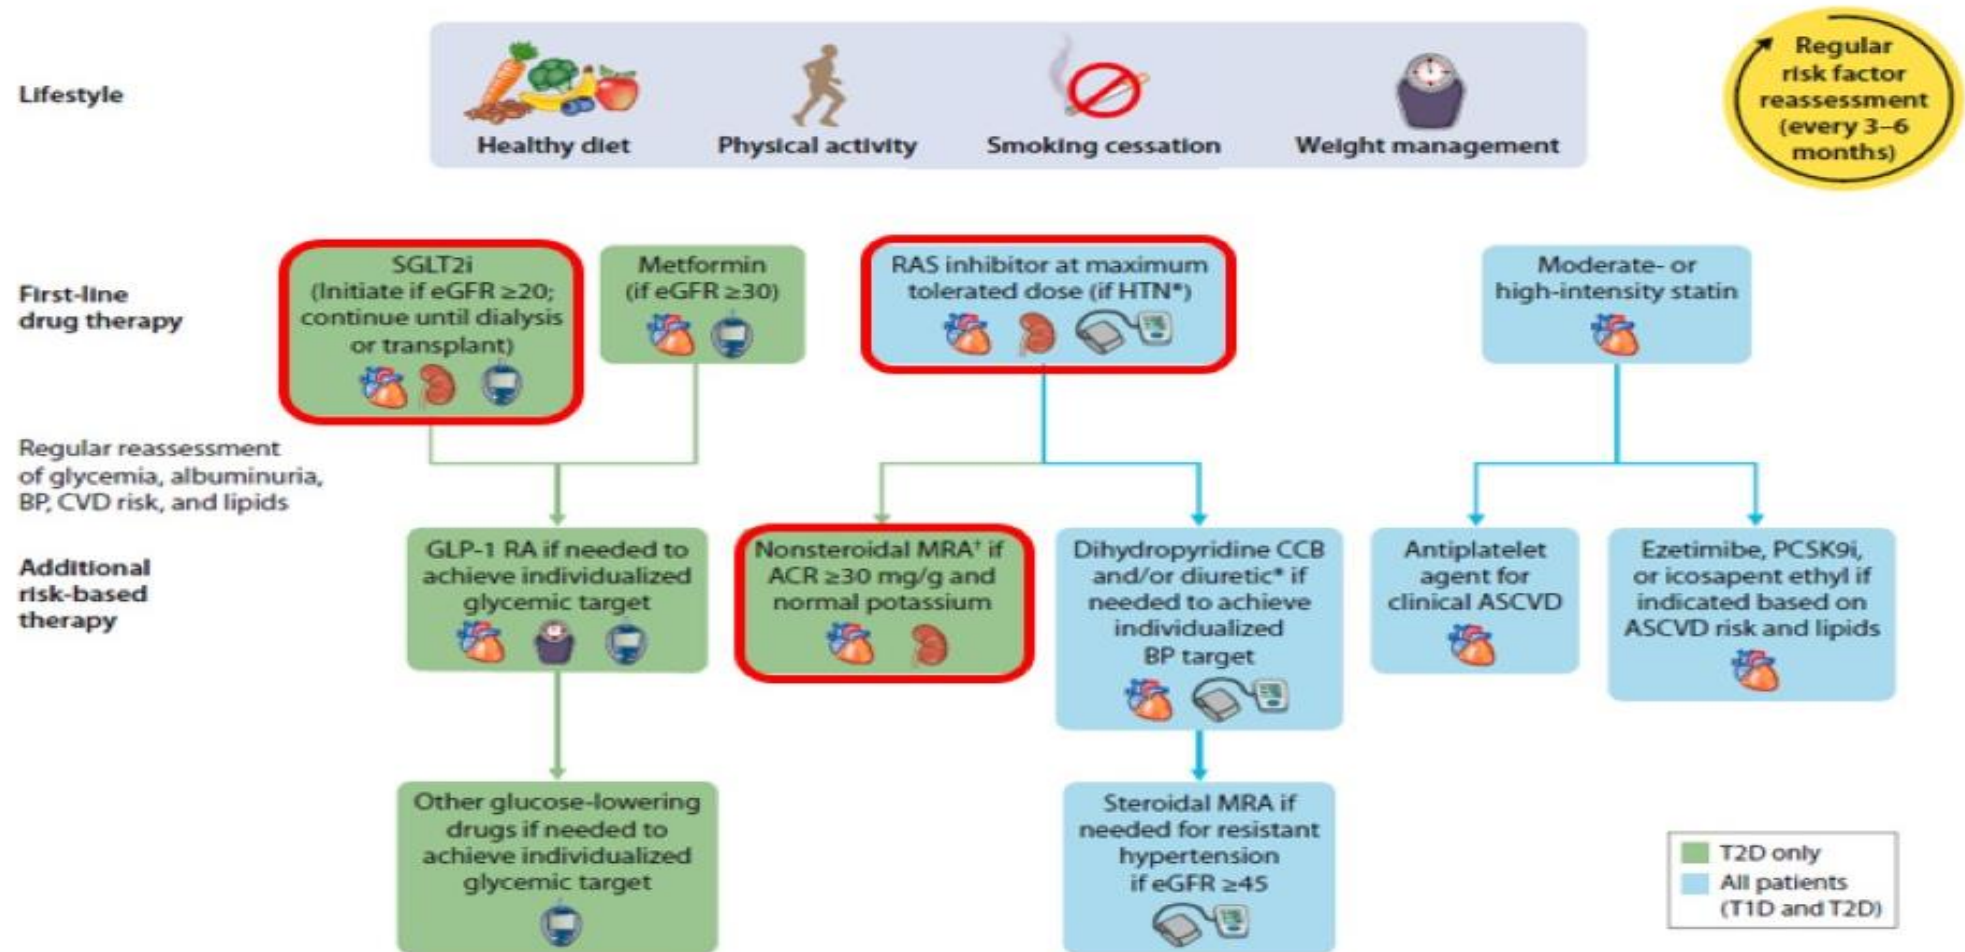 Lifestyle
Healthy diet
Physical activity
Smoking cessation
Weight management
Regular
risk factor
reassessment
(every 3–6
months)
First-line
drug therapy
SGLT2i
(Initiate if eGFR ≥20;
continue until dialysis
or transplant)
Metformin
(if eGFR ≥30)
RAS inhibitor at maximum
tolerated dose (if HTN*)
Moderate- or
high-intensity statin
Regular reassessment
of glycemia, albuminuria,
BP, CVD risk, and lipids
Additional
risk-based
therapy
GLP-1 RA if needed to
achieve individualized
glycemic target
Nonsteroidal MRA† if
ACR ≥30 mg/g and
normal potassium
Dihydropyridine CCB
and/or diuretic* if
needed to achieve
individualized
BP target
Antiplatelet
agent for
clinical ASCVD
Ezetimibe, PCSK9i,
or icosapent ethyl if
indicated based on
ASCVD risk and lipids
Other glucose-lowering
drugs if needed to
achieve individualized
glycemic target
Steroidal MRA if
needed for resistant
hypertension
if eGFR ≥45
T2D only
All patients
(T1D and T2D)